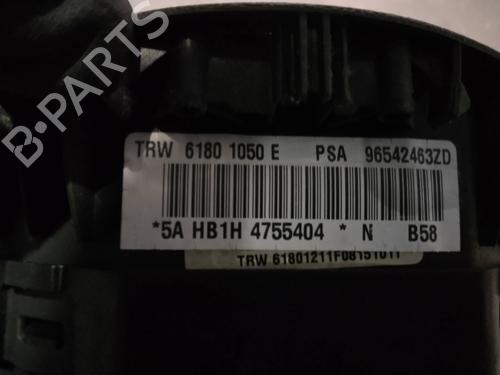 B-PARTS
TRW 6180 1050 E PSA 96542463ZD
*5A HB1H 4755404 * N B58
TRW 61801211F08151011